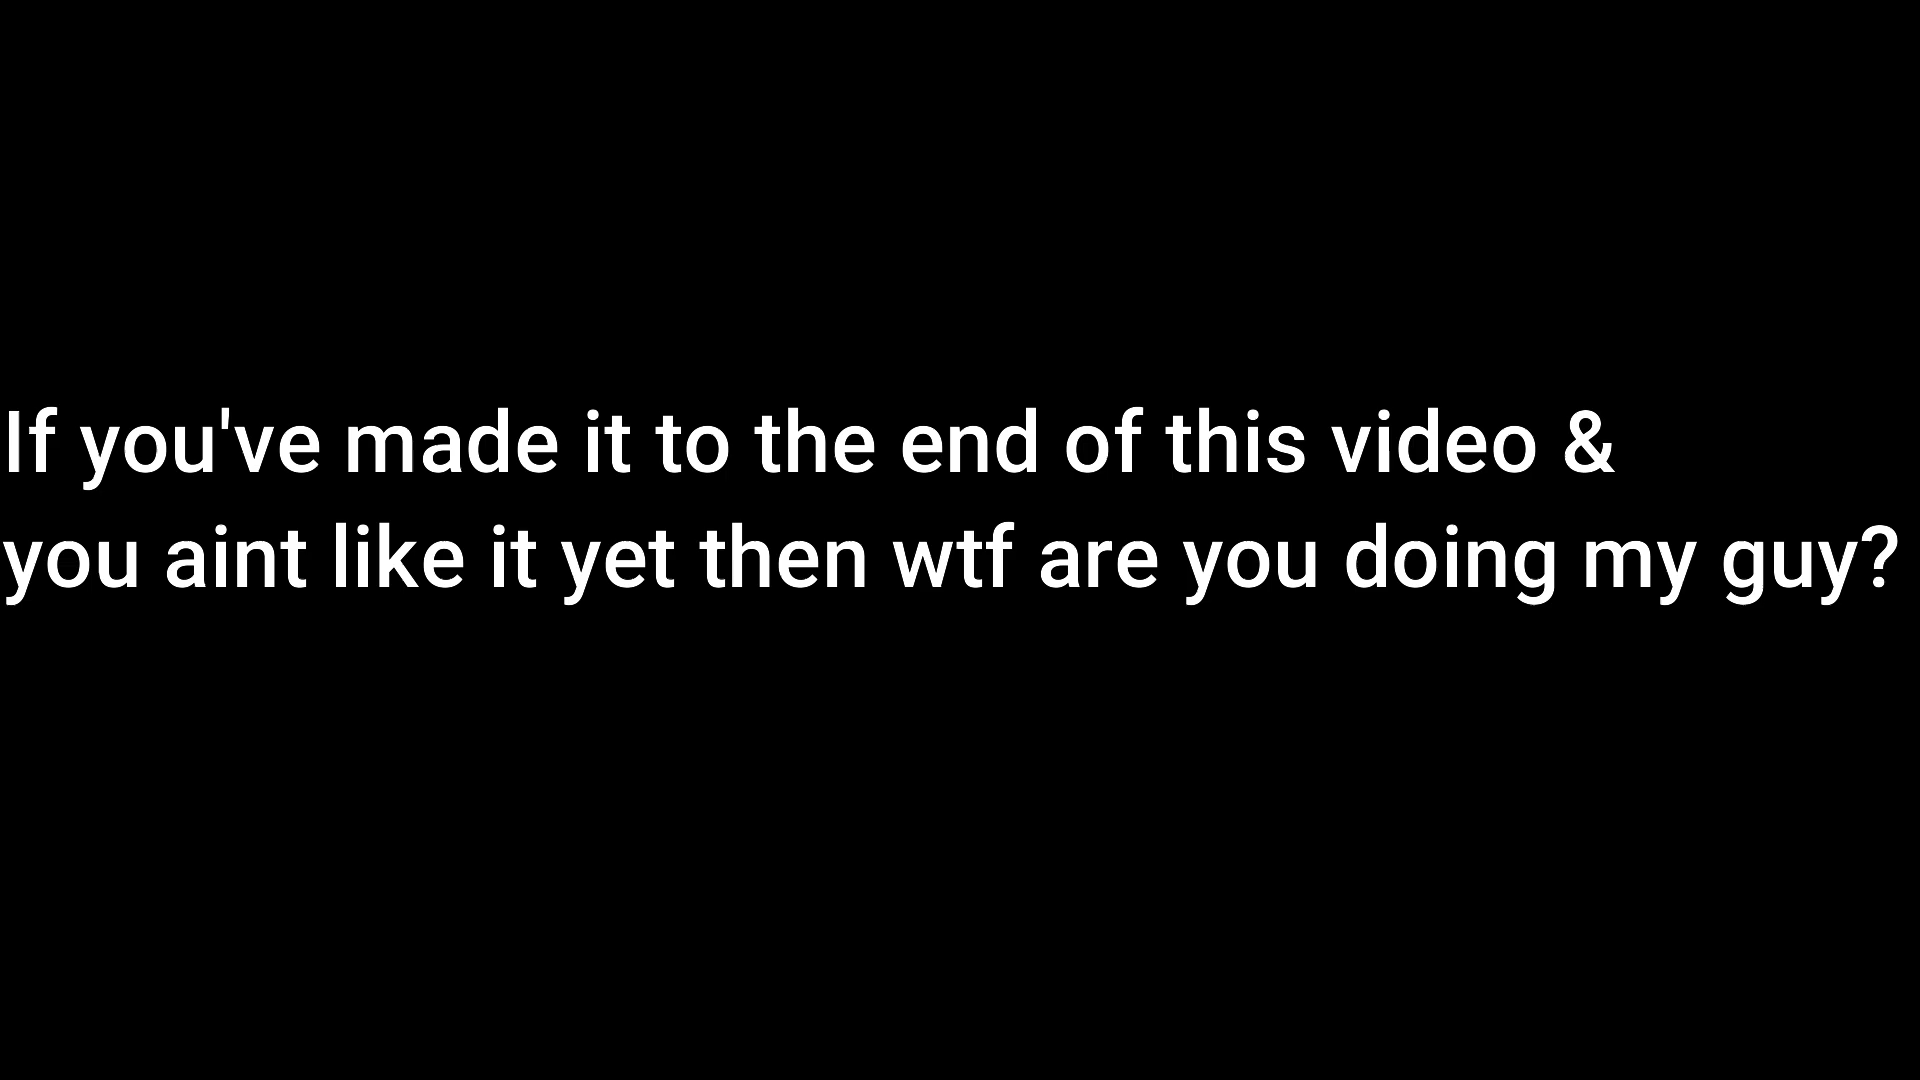 If you've made it to the end of this video &
you aint like it yet then wtf are you doing my guy?